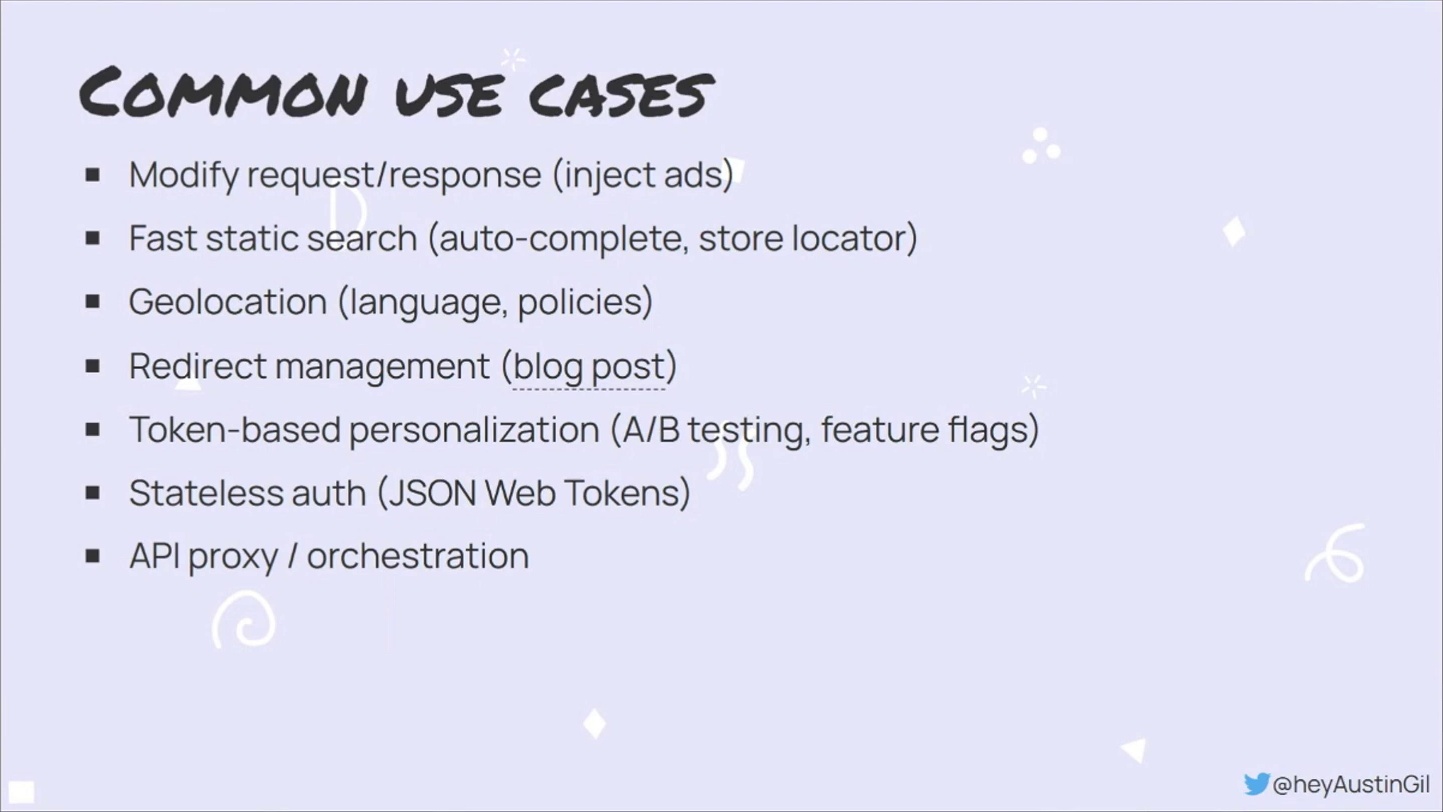 Common use cases
Modify request/response (inject ads)
Fast static search (auto-complete, store locator)
Geolocation (language, policies)
Redirect management (blog post)
Token-based personalization (A/B testing, feature flags)
Stateless auth (JSON Web Tokens)
API proxy / orchestration
@heyAustinGil